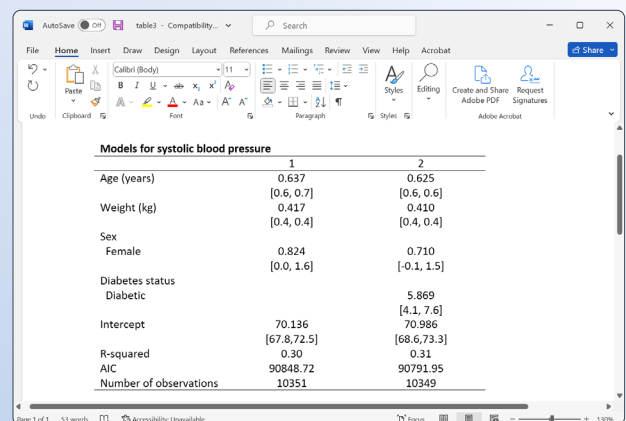 AutoSave Off table3 - Compatibility... Search
File Home Insert Draw Design Layout References Mailings Review View Help Acrobat Share
Calibri (Body) 11
Paste B I U ab x₂ x² Styles Editing Create and Share Adobe PDF Request Signatures
A A Aa A A
Undo Clipboard Font Paragraph Styles Adobe Acrobat
Models for systolic blood pressure
1 2
Age (years) 0.637 0.625
[0.6, 0.7] [0.6, 0.6]
Weight (kg) 0.417 0.410
[0.4, 0.4] [0.4, 0.4]
Sex
Female 0.824 0.710
[0.0, 1.6] [-0.1, 1.5]
Diabetes status
Diabetic 5.869
[4.1, 7.6]
Intercept 70.136 70.986
[67.8,72.5] [68.6,73.3]
R-squared 0.30 0.31
AIC 90848.72 90791.95
Number of observations 10351 10349
Page 1 of 1 53 words Accessibility: Unavailable Focus 130%